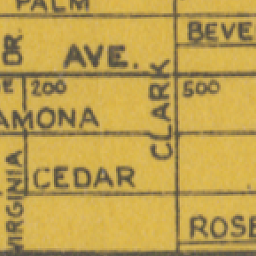 PALM
DR.
AVE.
BEVE
E
200
500
AMONA
CLARK
VIRGINIA
CEDAR
ROSE